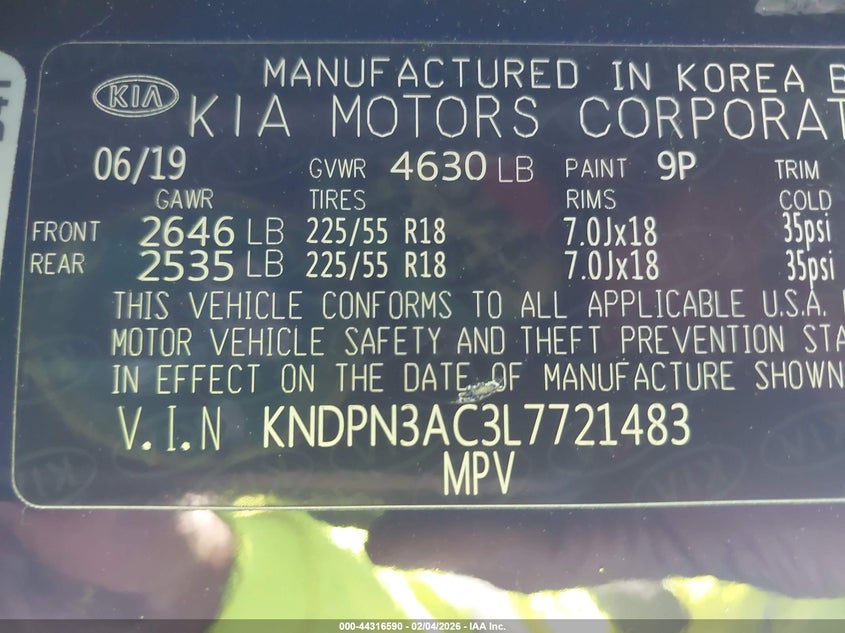 MANUFACTURED IN KOREA B
KIA KIA MOTORS CORPORAT
06/19 GVWR 4630 LB PAINT 9P TRIM
GAWR TIRES RIMS COLD
FRONT 2646 LB 225/55 R18 7.0Jx18 35psi
REAR 2535 LB 225/55 R18 7.0Jx18 35psi
THIS VEHICLE CONFORMS TO ALL APPLICABLE U.S.A.
MOTOR VEHICLE SAFETY AND THEFT PREVENTION STA
IN EFFECT ON THE DATE OF MANUFACTURE SHOWN
V.I.N KNDPN3AC3L7721483
MPV
000-44316590 - 02/04/2026 - IAA Inc.